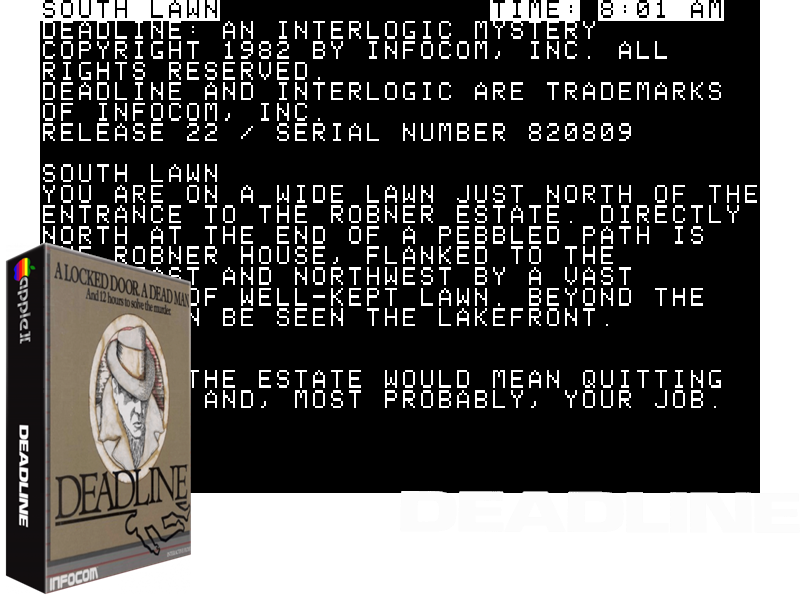 SOUTH LAWN TIME: 8:01 AM
DEADLINE: AN INTERLOGIC MYSTERY
COPYRIGHT 1982 BY INFOCOM, INC. ALL
RIGHTS RESERVED.
DEADLINE AND INTERLOGIC ARE TRADEMARKS
OF INFOCOM, INC.
RELEASE 22 / SERIAL NUMBER 820809
SOUTH LAWN
YOU ARE ON A WIDE LAWN JUST NORTH OF THE
ENTRANCE TO THE ROBNER ESTATE. DIRECTLY
NORTH AT THE END OF A PEBBLED PATH IS
ROBNER HOUSE, FLANKED TO THE
AND NORTHWEST BY A VAST
OF WELL-KEPT LAWN. BEYOND THE
BE SEEN THE LAKEFRONT.
THE ESTATE WOULD MEAN QUITTING
AND, MOST PROBABLY, YOUR JOB.
apple ][
DEADLINE
A LOCKED DOOR. A DEAD MAN.
And 12 hours to solve the murder.
DEADLINE
INFOCOM
DEADLINE